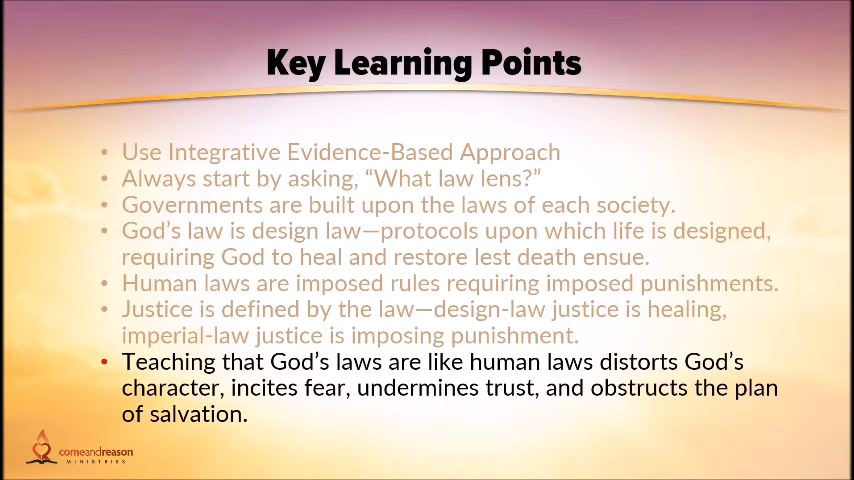 Key Learning Points
• Use Integrative Evidence-Based Approach
• Always start by asking, “What law lens?”
• Governments are built upon the laws of each society.
• God’s law is design law—protocols upon which life is designed,
requiring God to heal and restore lest death ensue.
• Human laws are imposed rules requiring imposed punishments.
• Justice is defined by the law—design-law justice is healing,
imperial-law justice is imposing punishment.
• Teaching that God’s laws are like human laws distorts God’s
character, incites fear, undermines trust, and obstructs the plan
of salvation.
comeandreason
MINISTRIES